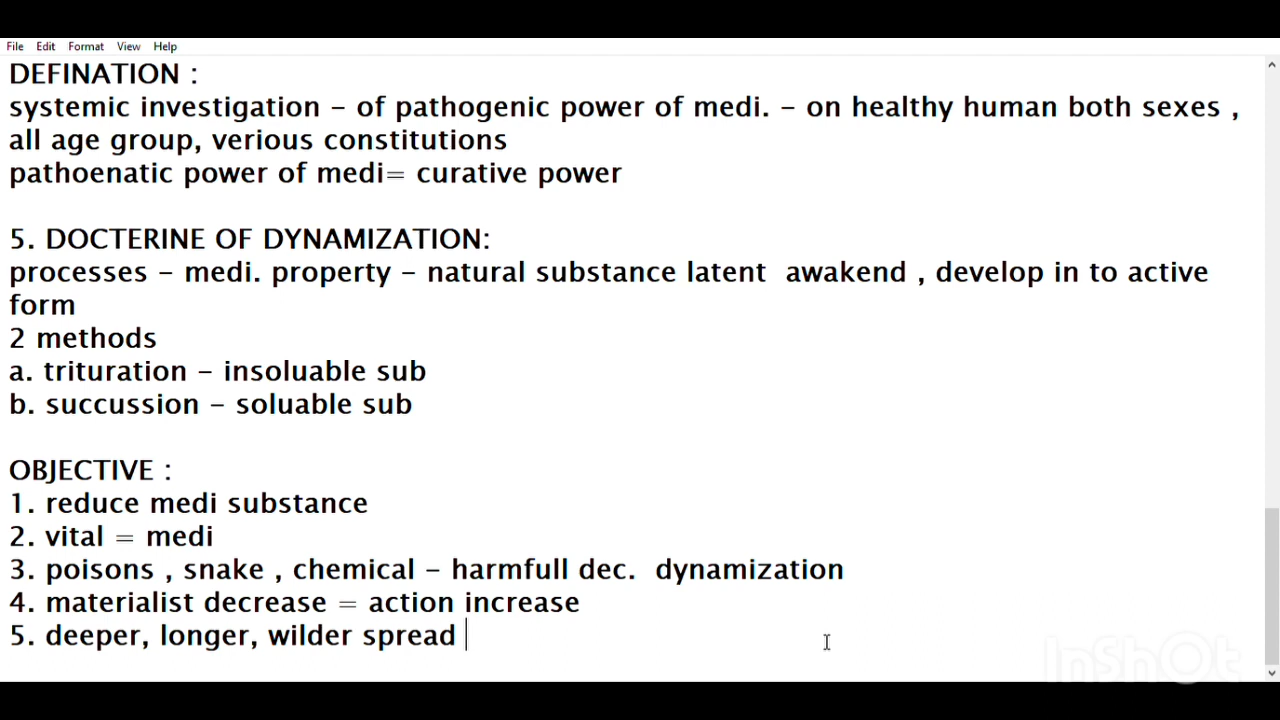 File Edit Format View Help
DEFINATION :
systemic investigation - of pathogenic power of medi. - on healthy human both sexes ,
all age group, verious constitutions
pathoenatic power of medi= curative power
5. DOCTERINE OF DYNAMIZATION:
processes - medi. property - natural substance latent  awakend , develop in to active
form
2 methods
a. trituration - insoluable sub
b. succussion - soluable sub
OBJECTIVE :
1. reduce medi substance
2. vital = medi
3. poisons , snake , chemical - harmfull dec.  dynamization
4. materialist decrease = action increase
5. deeper, longer, wilder spread
InShOt